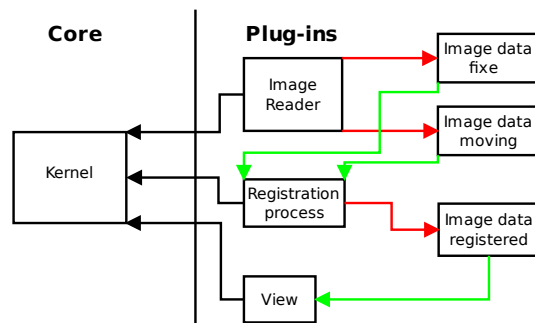 Core
Plug-ins
Image
Reader
Image data
fixe
Image data
moving
Kernel
Registration
process
Image data
registered
View